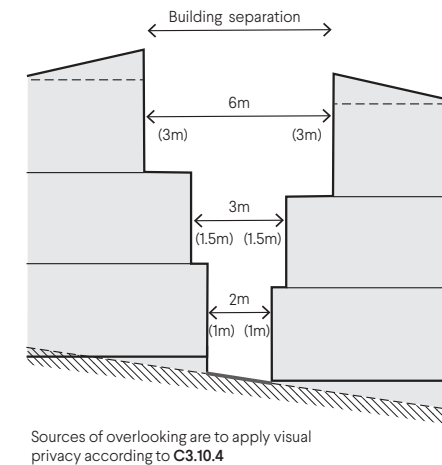 Building separation
6m
(3m) (3m)
3m
(1.5m) (1.5m)
2m
(1m) (1m)
Sources of overlooking are to apply visual
privacy according to C3.10.4